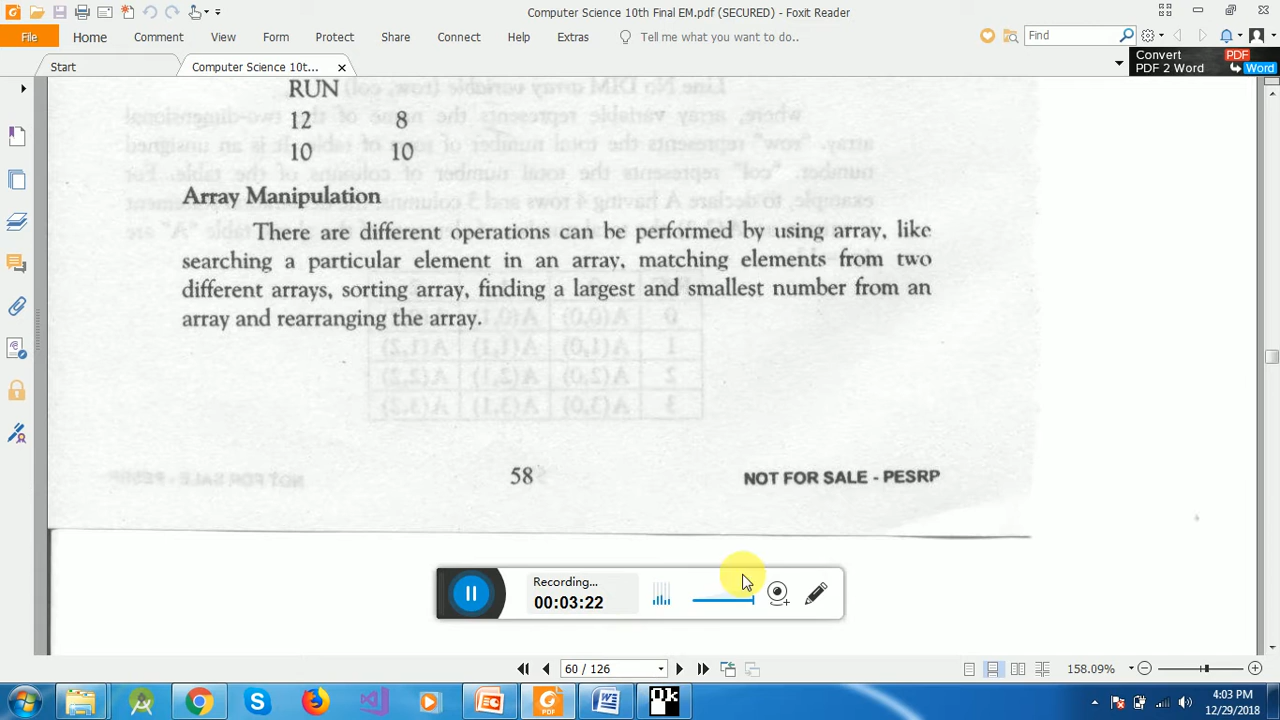 Computer Science 10th Final EM.pdf (SECURED) - Foxit Reader
File Home Comment View Form Protect Share Connect Help Extras Tell me what you want to do.. Find
Start Computer Science 10t...
Convert PDF
PDF 2 Word Word
RUN
12 8
10 10
Array Manipulation
There are different operations can be performed by using array, like
searching a particular element in an array, matching elements from two
different arrays, sorting array, finding a largest and smallest number from an
array and rearranging the array.
58 NOT FOR SALE - PESRP
Recording...
00:03:22
60 / 126 158.09%
4:03 PM
12/29/2018